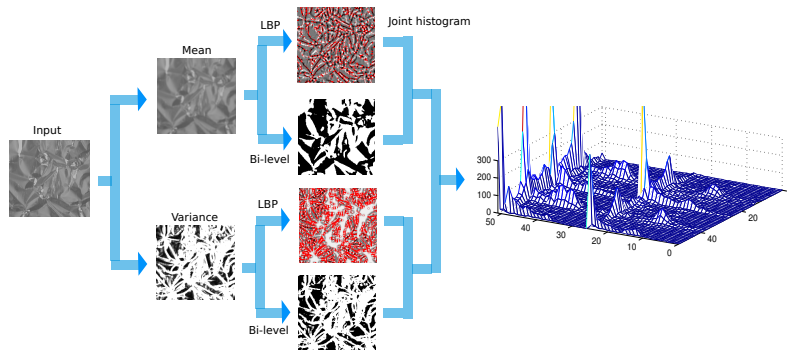 LBP
Joint histogram
Mean
Input
Bi-level
Variance
LBP
Bi-level
300
200
100
0
50
40
30
20
10
0
20
40